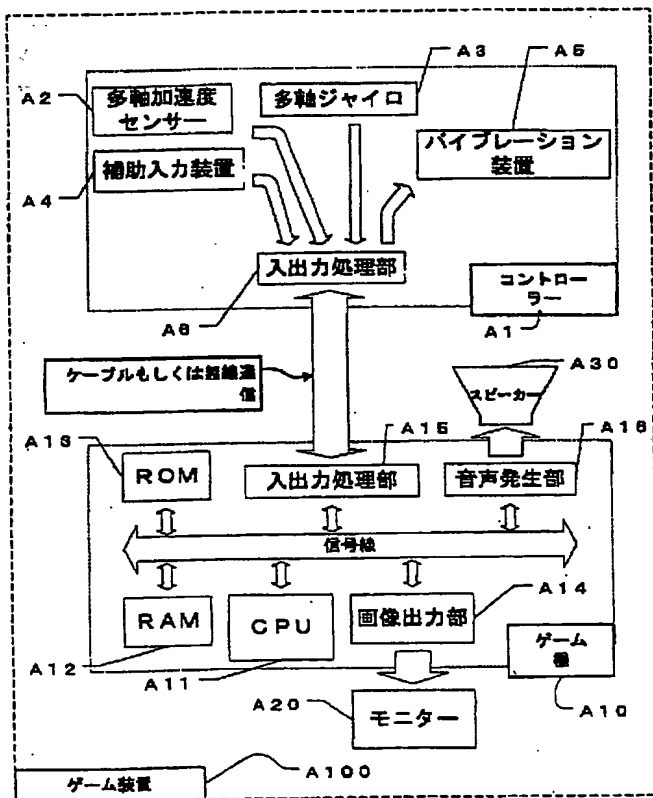 A3
A5
A2
多軸加速度
センサー
多軸ジャイロ
バイブレーション
装置
補助入力装置
A4
入出力処理部
コントロー
ラー
A6
A1
A30
ケーブルもしくは無線通
信
スピーカー
A13
A15
A16
ROM
入出力処理部
音声発生部
信号線
A14
RAM
CPU
画像出力部
ゲーム
機
A12
A11
A20
モニター
A10
ゲーム装置
A100